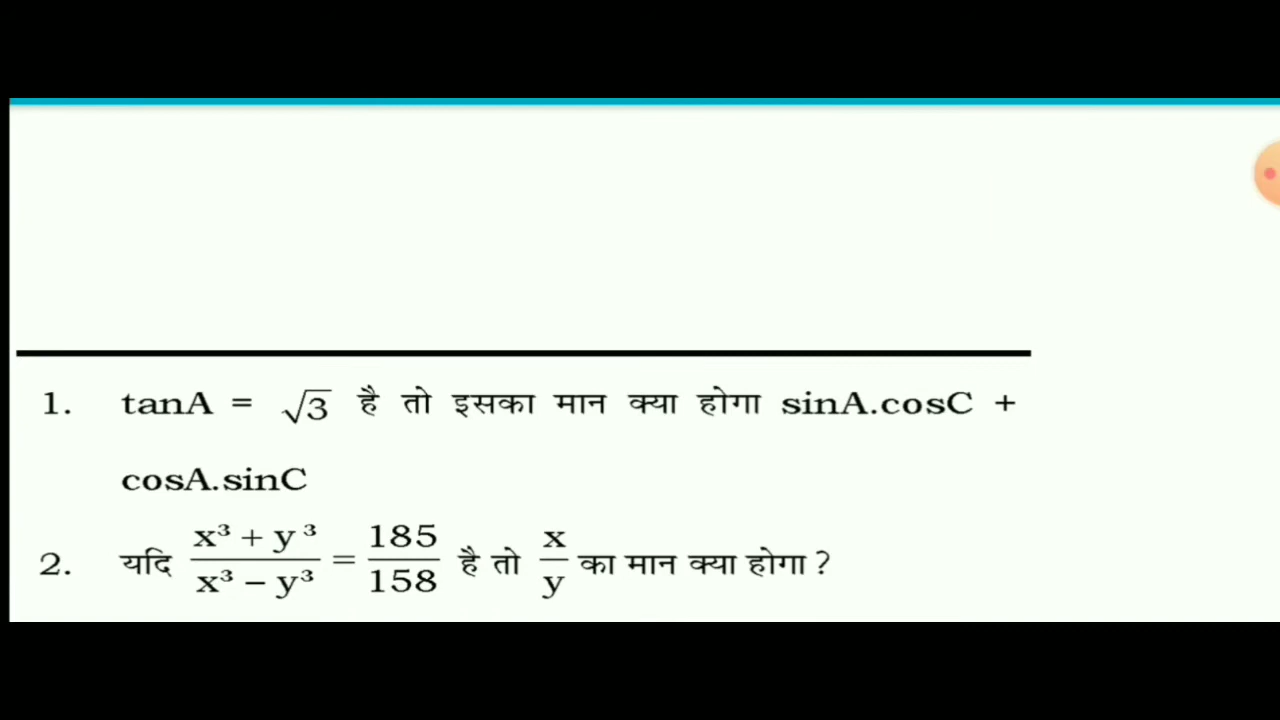 1. tanA = √3 है तो इसका मान क्या होगा sinA.cosC +
cosA.sinC
2. यदि x³ + y³ / x³ – y³ = 185 / 158 है तो x / y का मान क्या होगा ?